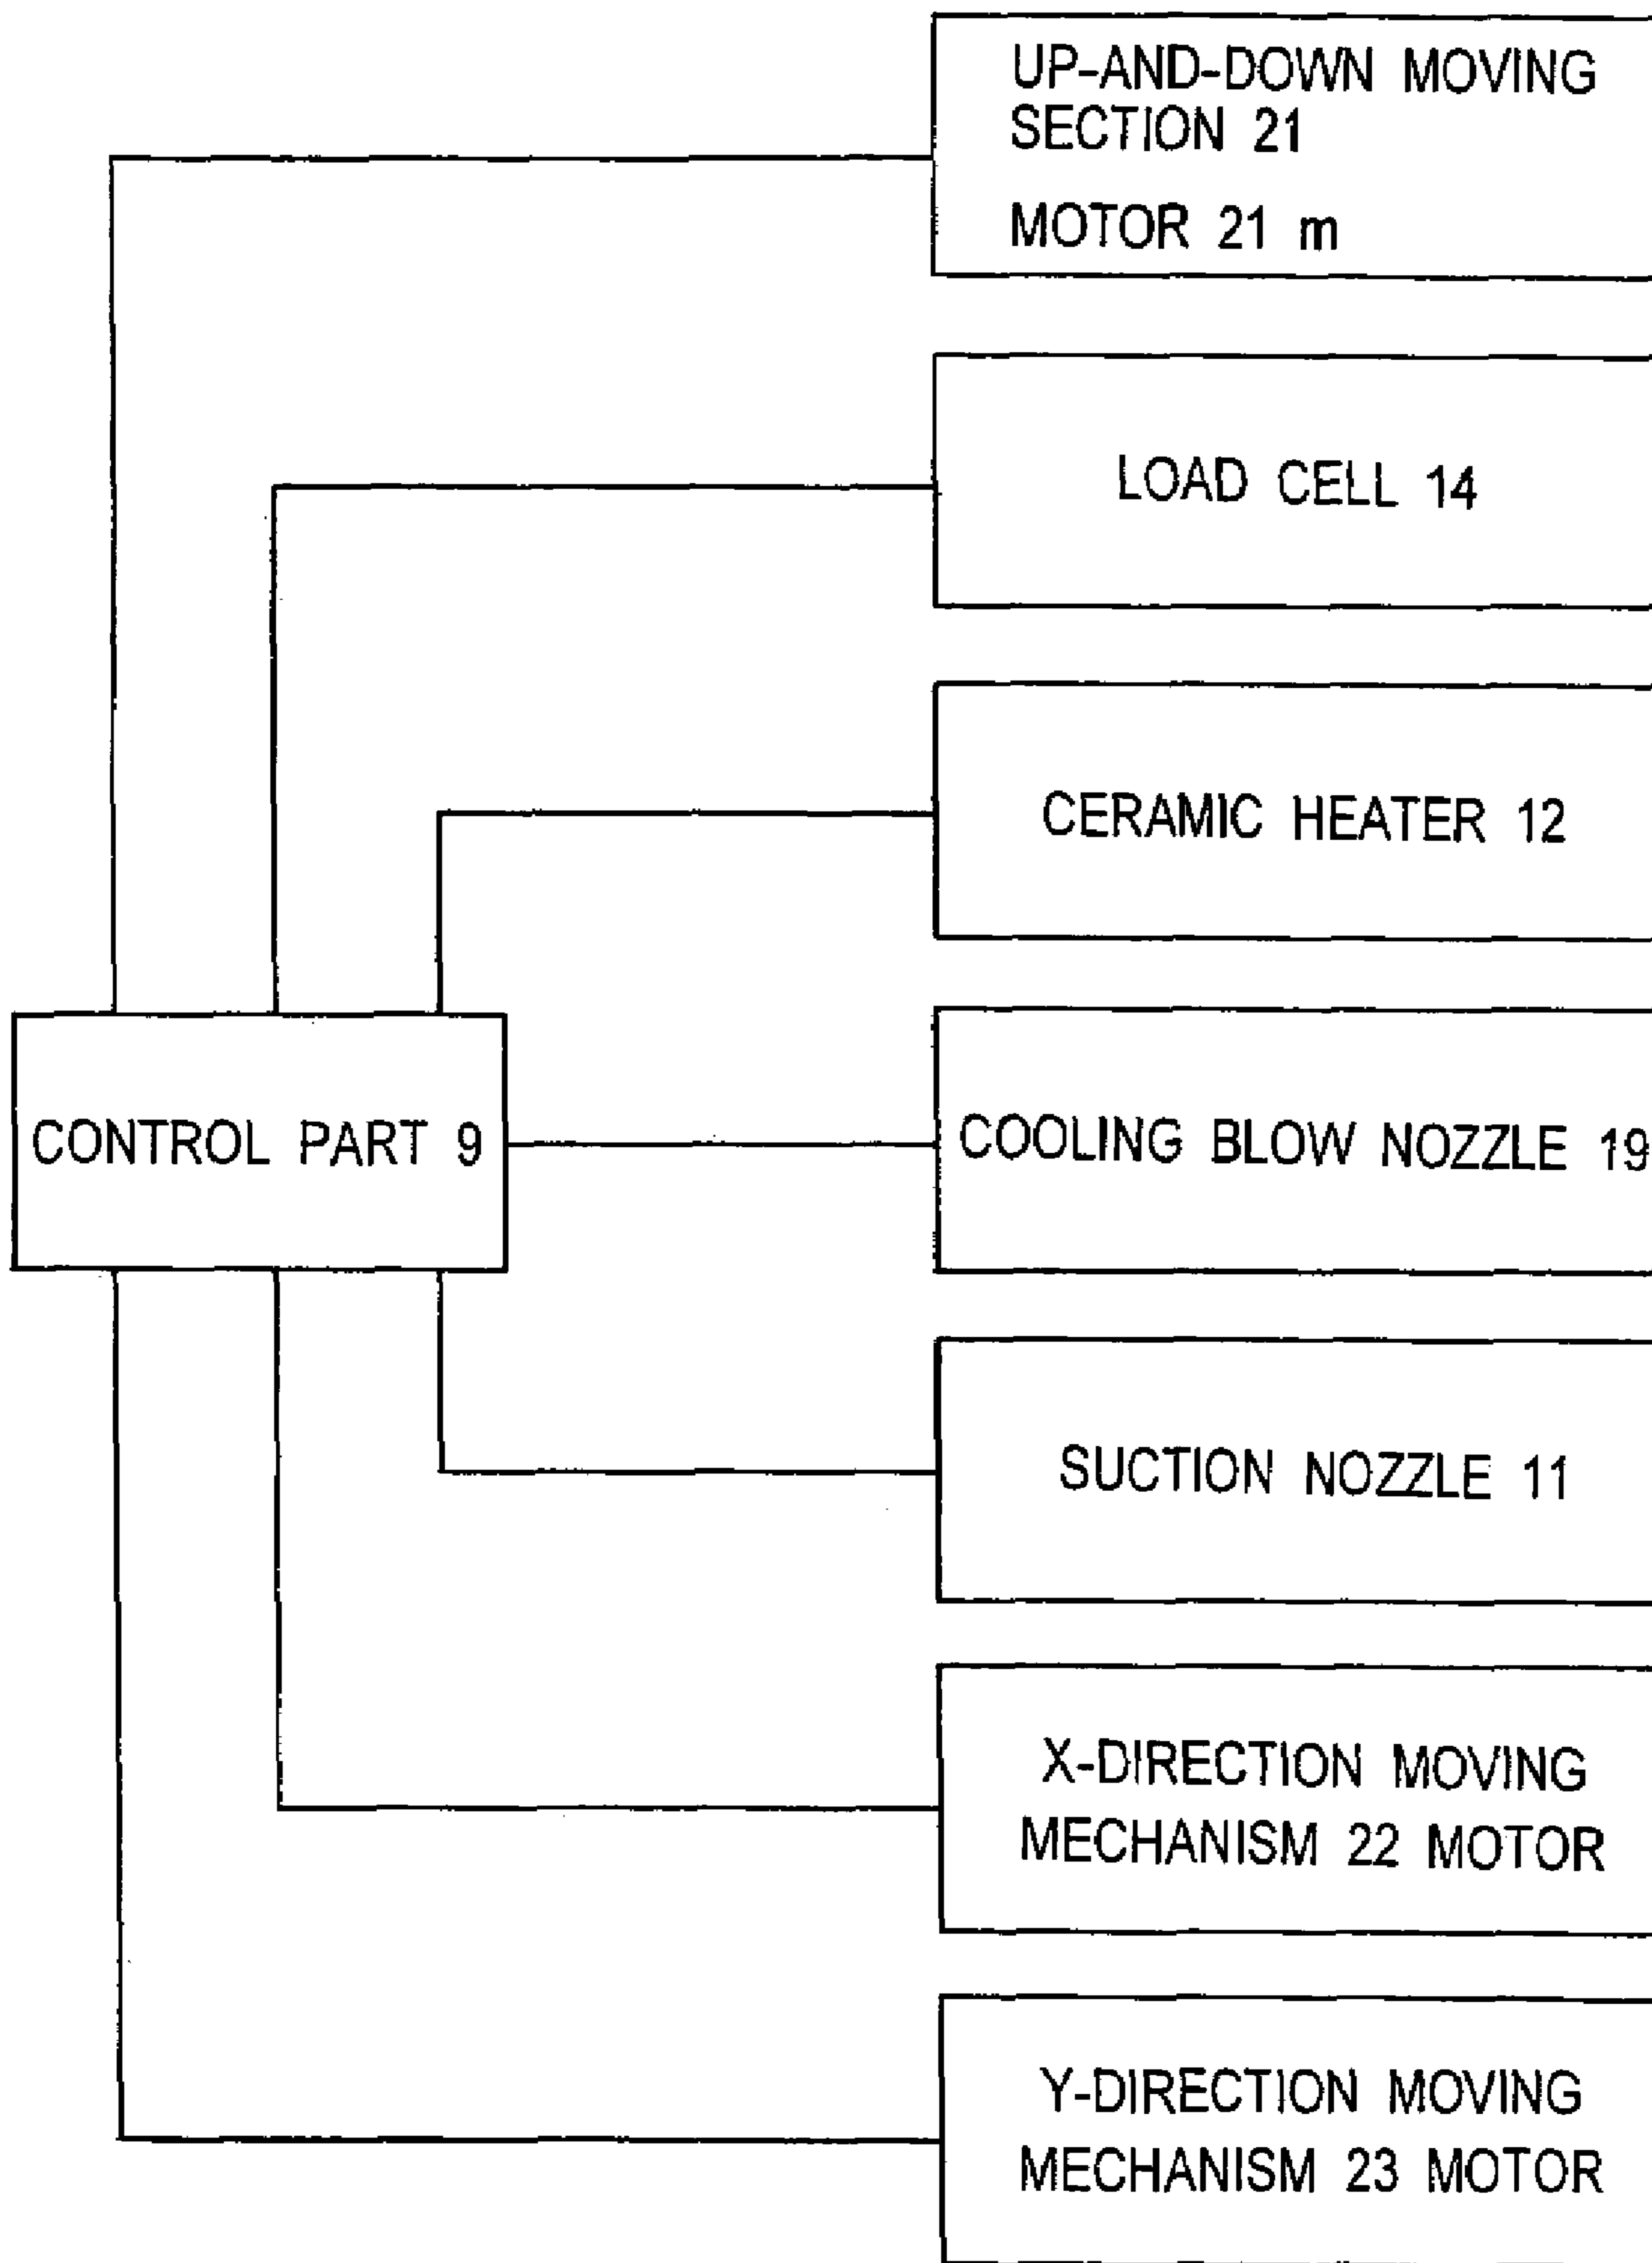 UP-AND-DOWN MOVING
SECTION 21
MOTOR 21 m
LOAD CELL 14
CERAMIC HEATER 12
CONTROL PART 9
COOLING BLOW NOZZLE 19
SUCTION NOZZLE 11
X-DIRECTION MOVING
MECHANISM 22 MOTOR
Y-DIRECTION MOVING
MECHANISM 23 MOTOR